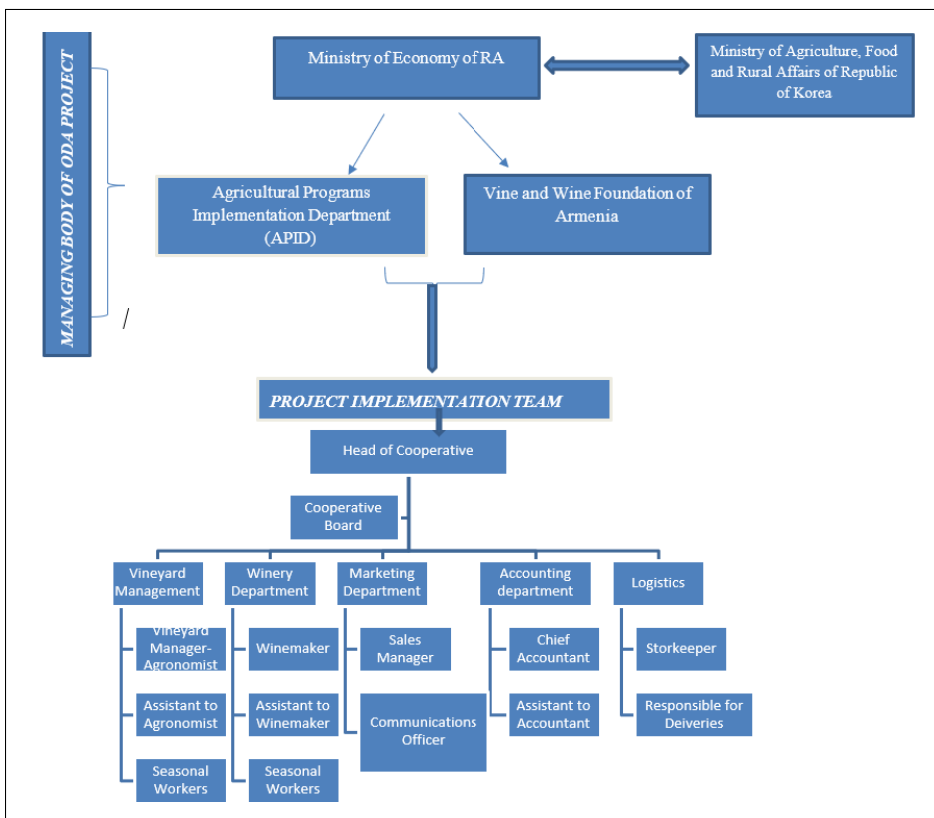 MANAGING BODY OF ODA PROJECT
Ministry of Economy of RA
Ministry of Agriculture, Food
and Rural Affairs of Republic
of Korea
Agricultural Programs
Implementation Department
(APID)
Vine and Wine Foundation of
Armenia
/
PROJECT IMPLEMENTATION TEAM
Head of Cooperative
Cooperative
Board
Vineyard
Management
Winery
Department
Marketing
Department
Accounting
department
Logistics
Vineyard
Manager-
Agronomist
Winemaker
Sales
Manager
Chief
Accountant
Storkeeper
Assistant to
Agronomist
Assistant to
Winemaker
Communications
Officer
Assistant to
Accountant
Responsible for
Deiveries
Seasonal
Workers
Seasonal
Workers